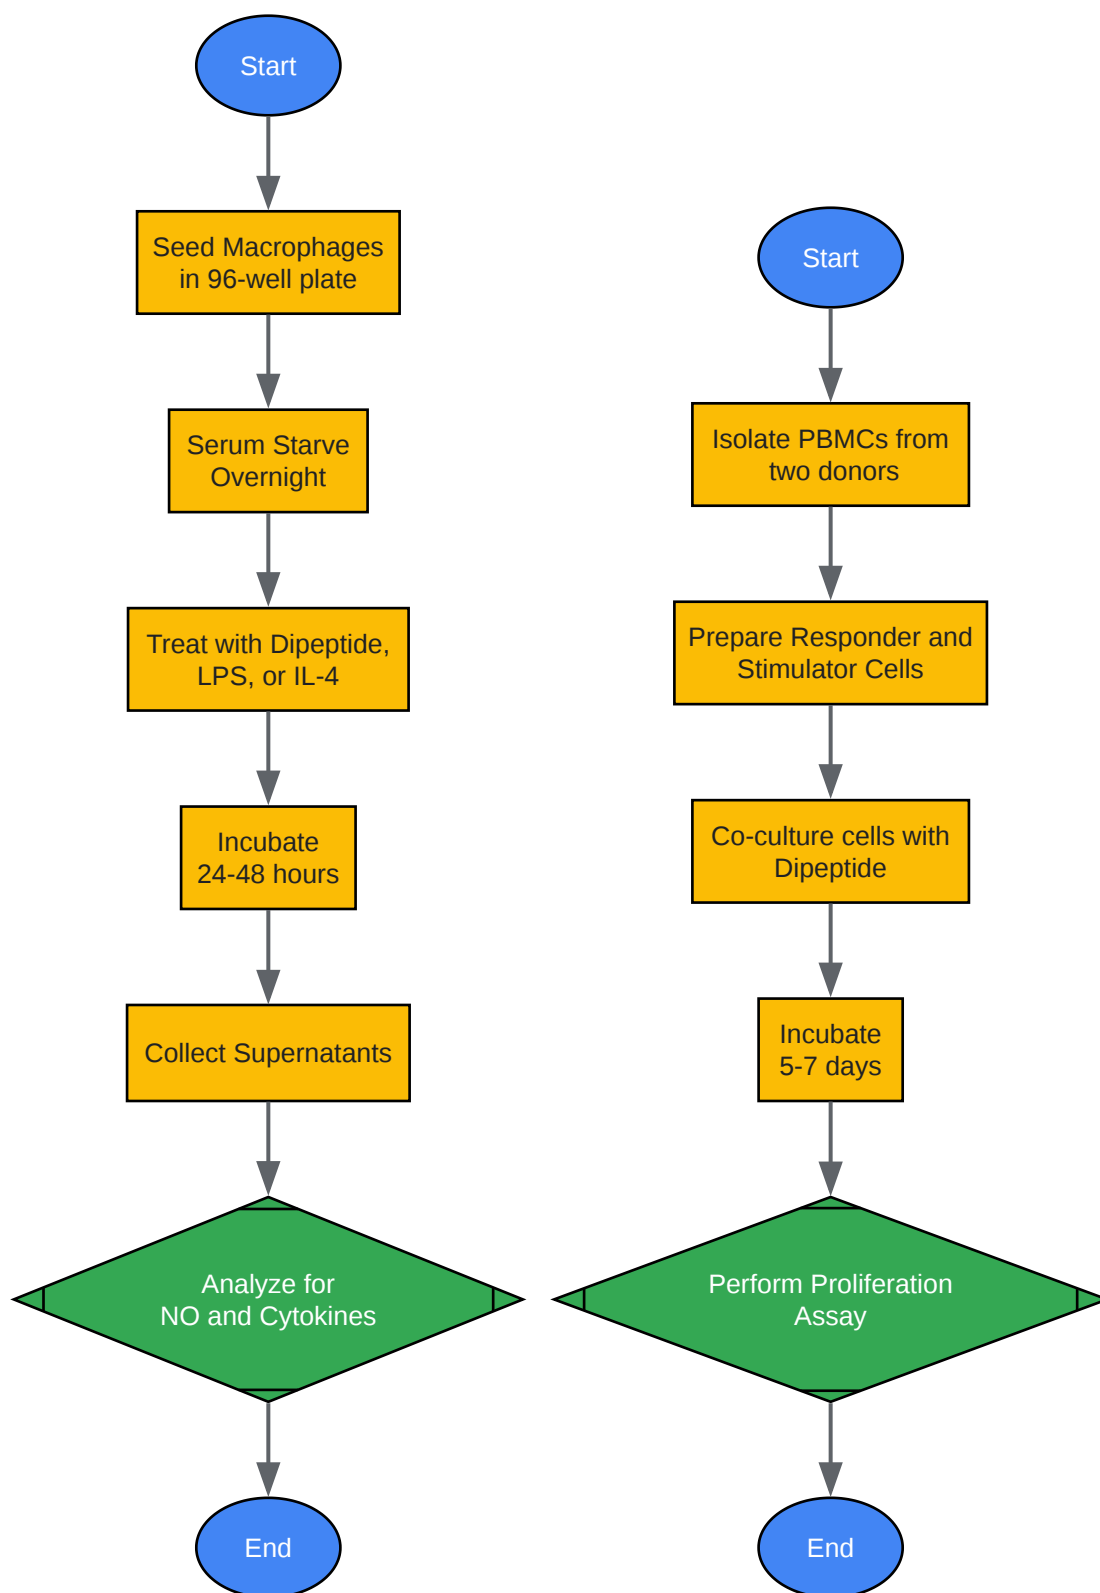 Start
Seed Macrophages
in 96-well plate
Serum Starve
Overnight
Treat with Dipeptide,
LPS, or IL-4
Incubate
24-48 hours
Collect Supernatants
Analyze for
NO and Cytokines
End
Start
Isolate PBMCs from
two donors
Prepare Responder and
Stimulator Cells
Co-culture cells with
Dipeptide
Incubate
5-7 days
Perform Proliferation
Assay
End